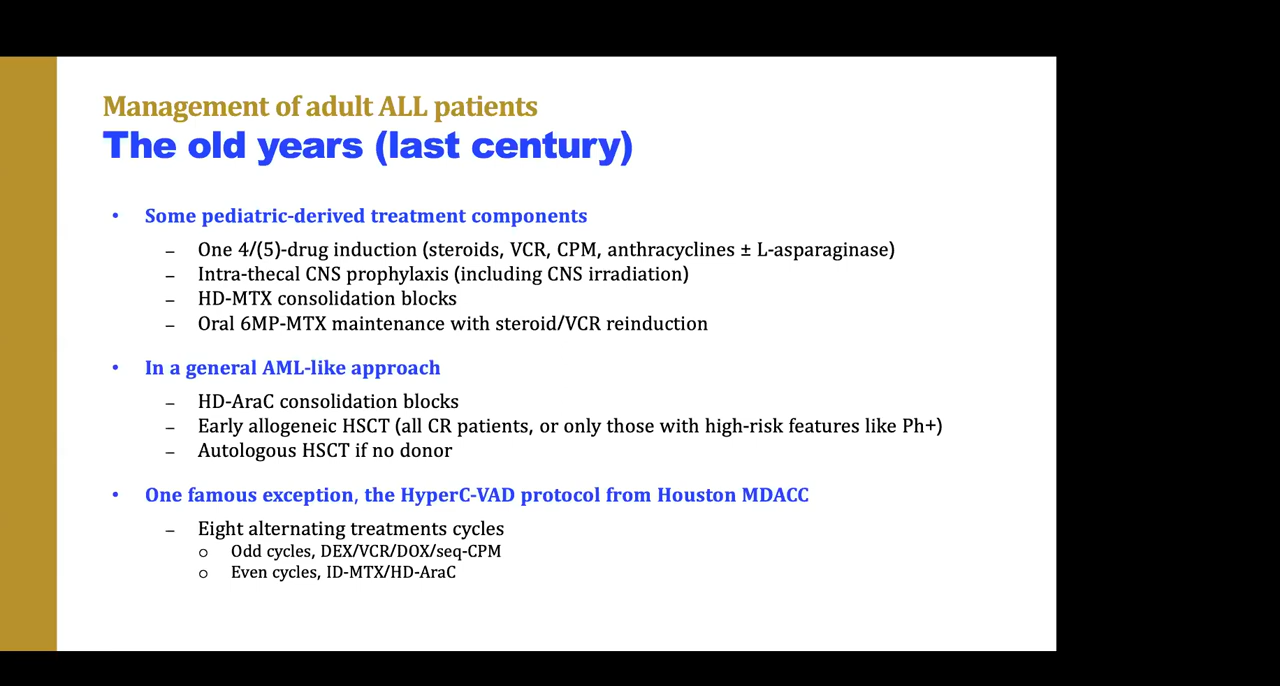 Management of adult ALL patients
The old years (last century)
• Some pediatric-derived treatment components
– One 4/(5)-drug induction (steroids, VCR, CPM, anthracyclines ± L-asparaginase)
– Intra-thecal CNS prophylaxis (including CNS irradiation)
– HD-MTX consolidation blocks
– Oral 6MP-MTX maintenance with steroid/VCR reinduction
• In a general AML-like approach
– HD-AraC consolidation blocks
– Early allogeneic HSCT (all CR patients, or only those with high-risk features like Ph+)
– Autologous HSCT if no donor
• One famous exception, the HyperC-VAD protocol from Houston MDACC
– Eight alternating treatments cycles
o Odd cycles, DEX/VCR/DOX/seq-CPM
o Even cycles, ID-MTX/HD-AraC